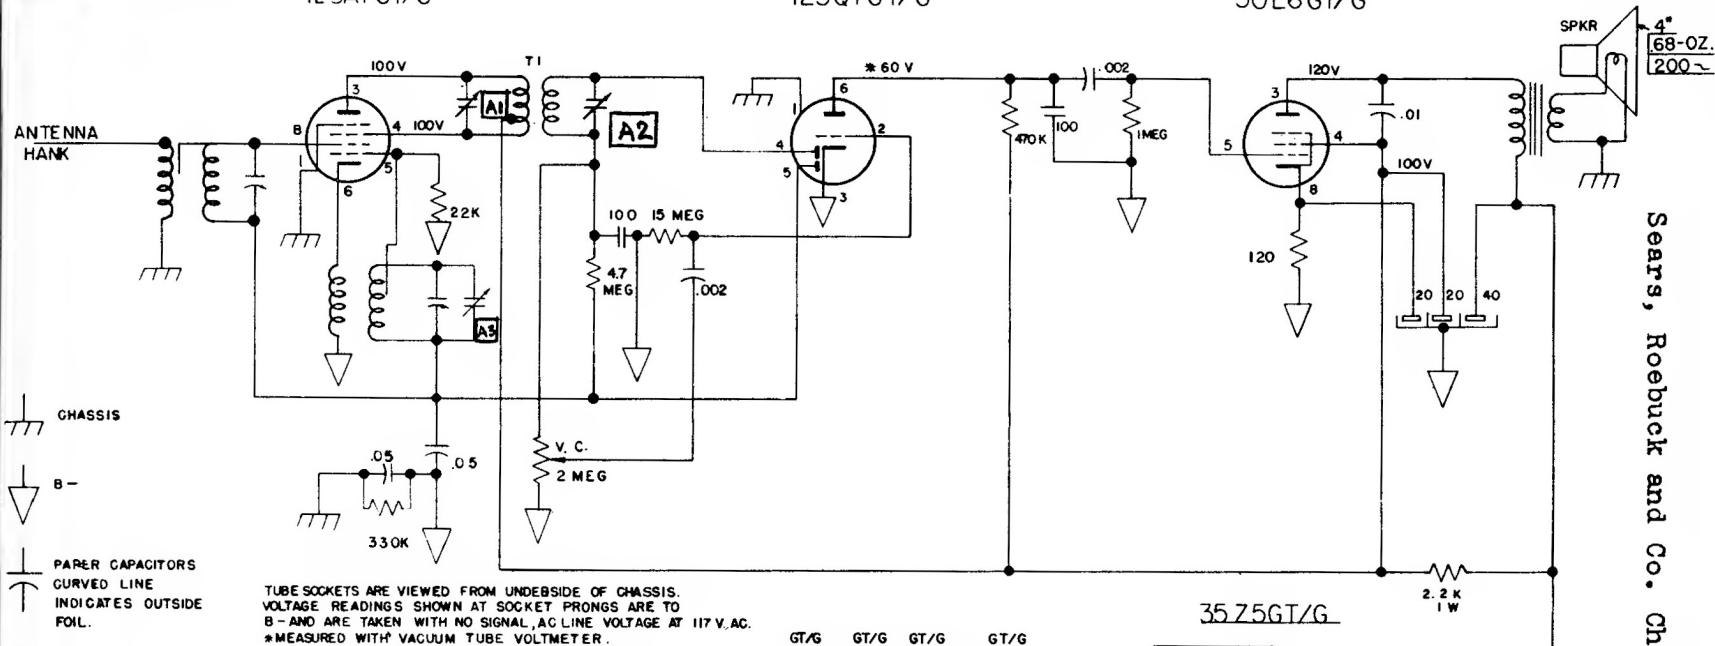 100V
T1
* 60 V
.002
120V
SPKR
4"
68-OZ.
200~
ANTENNA
HANK
8
3
4
100V
A1
A2
1
6
2
470K
100
1MEG
3
5
4
.01
100V
1
6
5
22K
4
5
3
8
100
15 MEG
4.7
MEG
.002
120
20
20
40
A3
CHASSIS
B-
.05
.05
V. C.
2 MEG
330K
PAPER CAPACITORS
CURVED LINE
INDICATES OUTSIDE
FOIL.
TUBE SOCKETS ARE VIEWED FROM UNDERSIDE OF CHASSIS.
VOLTAGE READINGS SHOWN AT SOCKET PRONGS ARE TO
B- AND ARE TAKEN WITH NO SIGNAL, AC LINE VOLTAGE AT 117 V. AC.
*MEASURED WITH VACUUM TUBE VOLTMETER.
GT/G GT/G GT/G GT/G
2.2 K
1 W
35Z5GT/G
Sears, Roebuck and Co. Ch